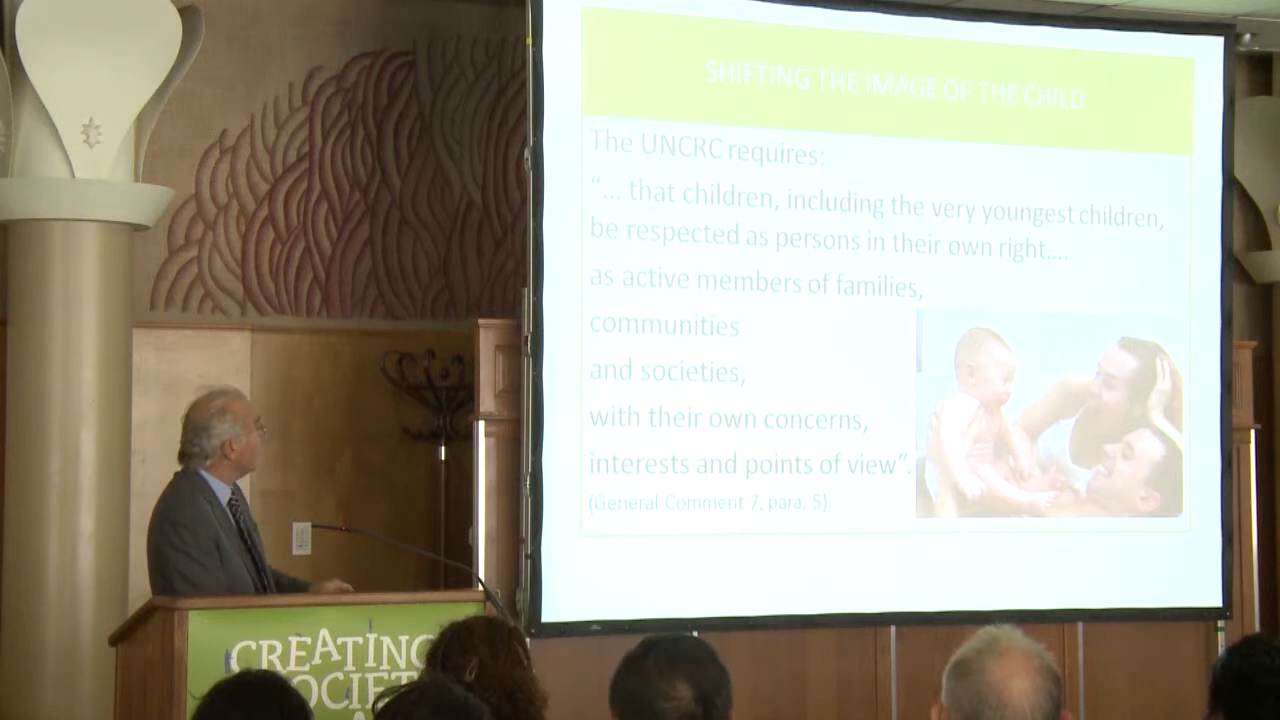 SHIFTING THE IMAGE OF THE CHILD
The UNCRC requires:
“... that children, including the very youngest children,
be respected as persons in their own right....
as active members of families,
communities
and societies,
with their own concerns,
interests and points of view”.
(General Comment 7, para. 5).
CREATING